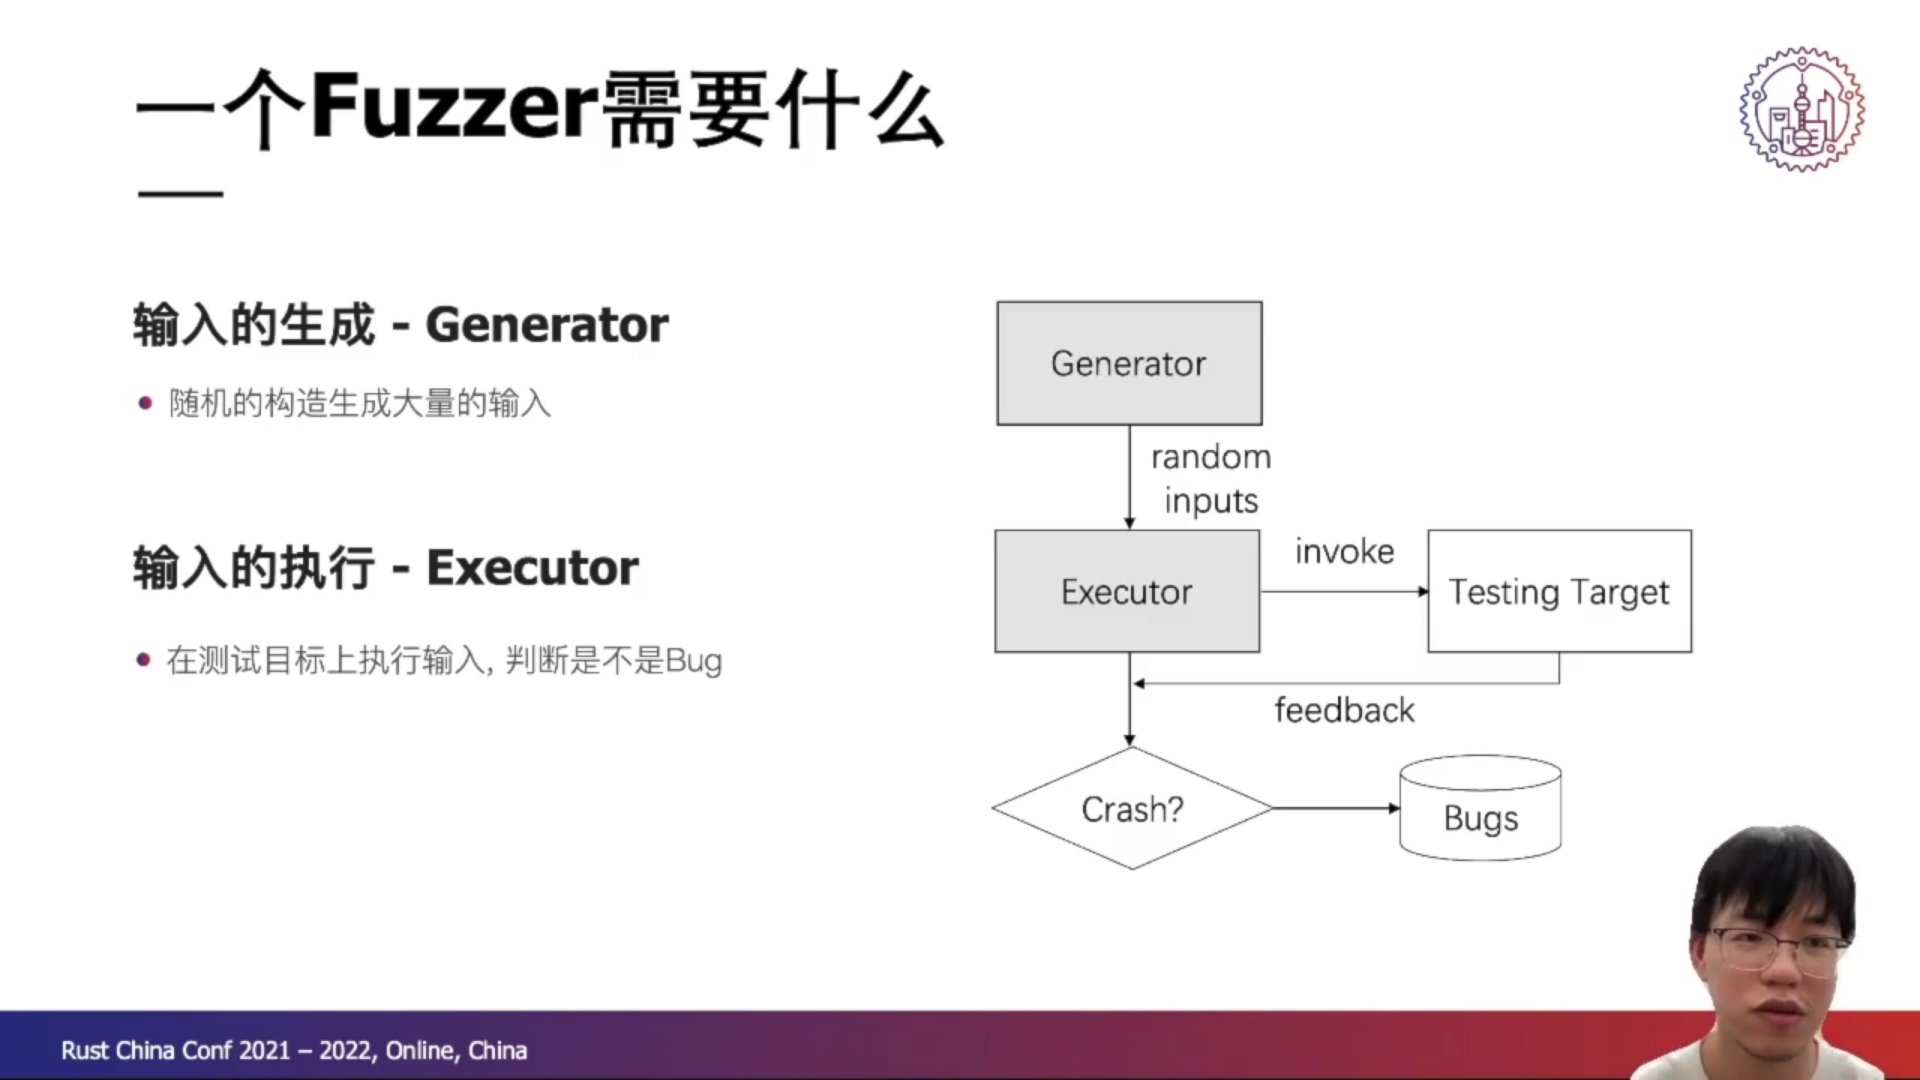 一个Fuzzer需要什么
输入的生成 - Generator
随机的构造生成大量的输入
输入的执行 - Executor
在测试目标上执行输入, 判断是不是Bug
Generator
random
inputs
Executor
invoke
Testing Target
feedback
Crash?
Bugs
Rust China Conf 2021 – 2022, Online, China